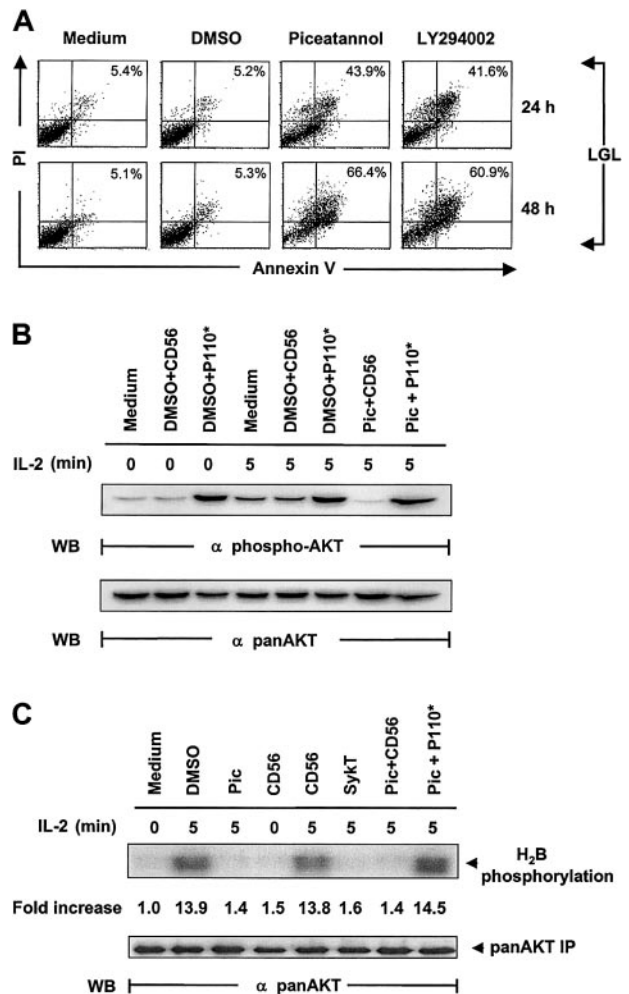 A
Medium DMSO Piceatannol LY294002
5.4% 5.2% 43.9% 41.6%
24 h
LGL
PI
5.1% 5.3% 66.4% 60.9%
48 h
Annexin V
B
Medium DMSO+CD56 DMSO+P110* Medium DMSO+CD56 DMSO+P110* Pic+CD56 Pic + P110*
IL-2 (min) 0 0 0 5 5 5 5 5
WB α phospho-AKT
WB α panAKT
C
Medium DMSO Pic CD56 CD56 SykT Pic+CD56 Pic + P110*
IL-2 (min) 0 5 5 0 5 5 5 5
H2B
phosphorylation
Fold increase 1.0 13.9 1.4 1.5 13.8 1.6 1.4 14.5
panAKT IP
WB α panAKT